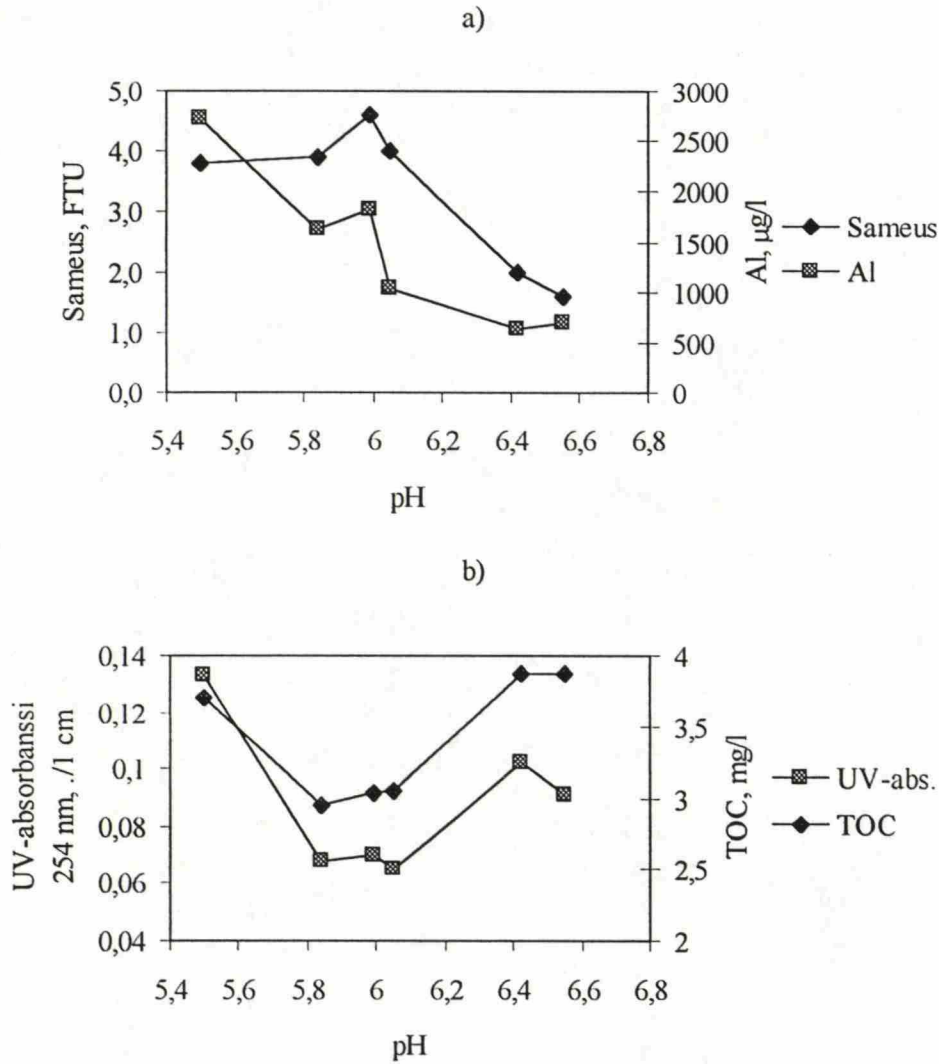 a)
5,0
4,0
3,0
2,0
1,0
0,0
Sameus, FTU
3000
2500
2000
1500
1000
500
0
Al, µg/l
Sameus
Al
5,4 5,6 5,8 6 6,2 6,4 6,6 6,8
pH
b)
0,14
0,12
0,1
0,08
0,06
0,04
UV-absorbanssi
254 nm, ./1 cm
4
3,5
3
2,5
2
TOC, mg/l
UV-abs.
TOC
5,4 5,6 5,8 6 6,2 6,4 6,6 6,8
pH